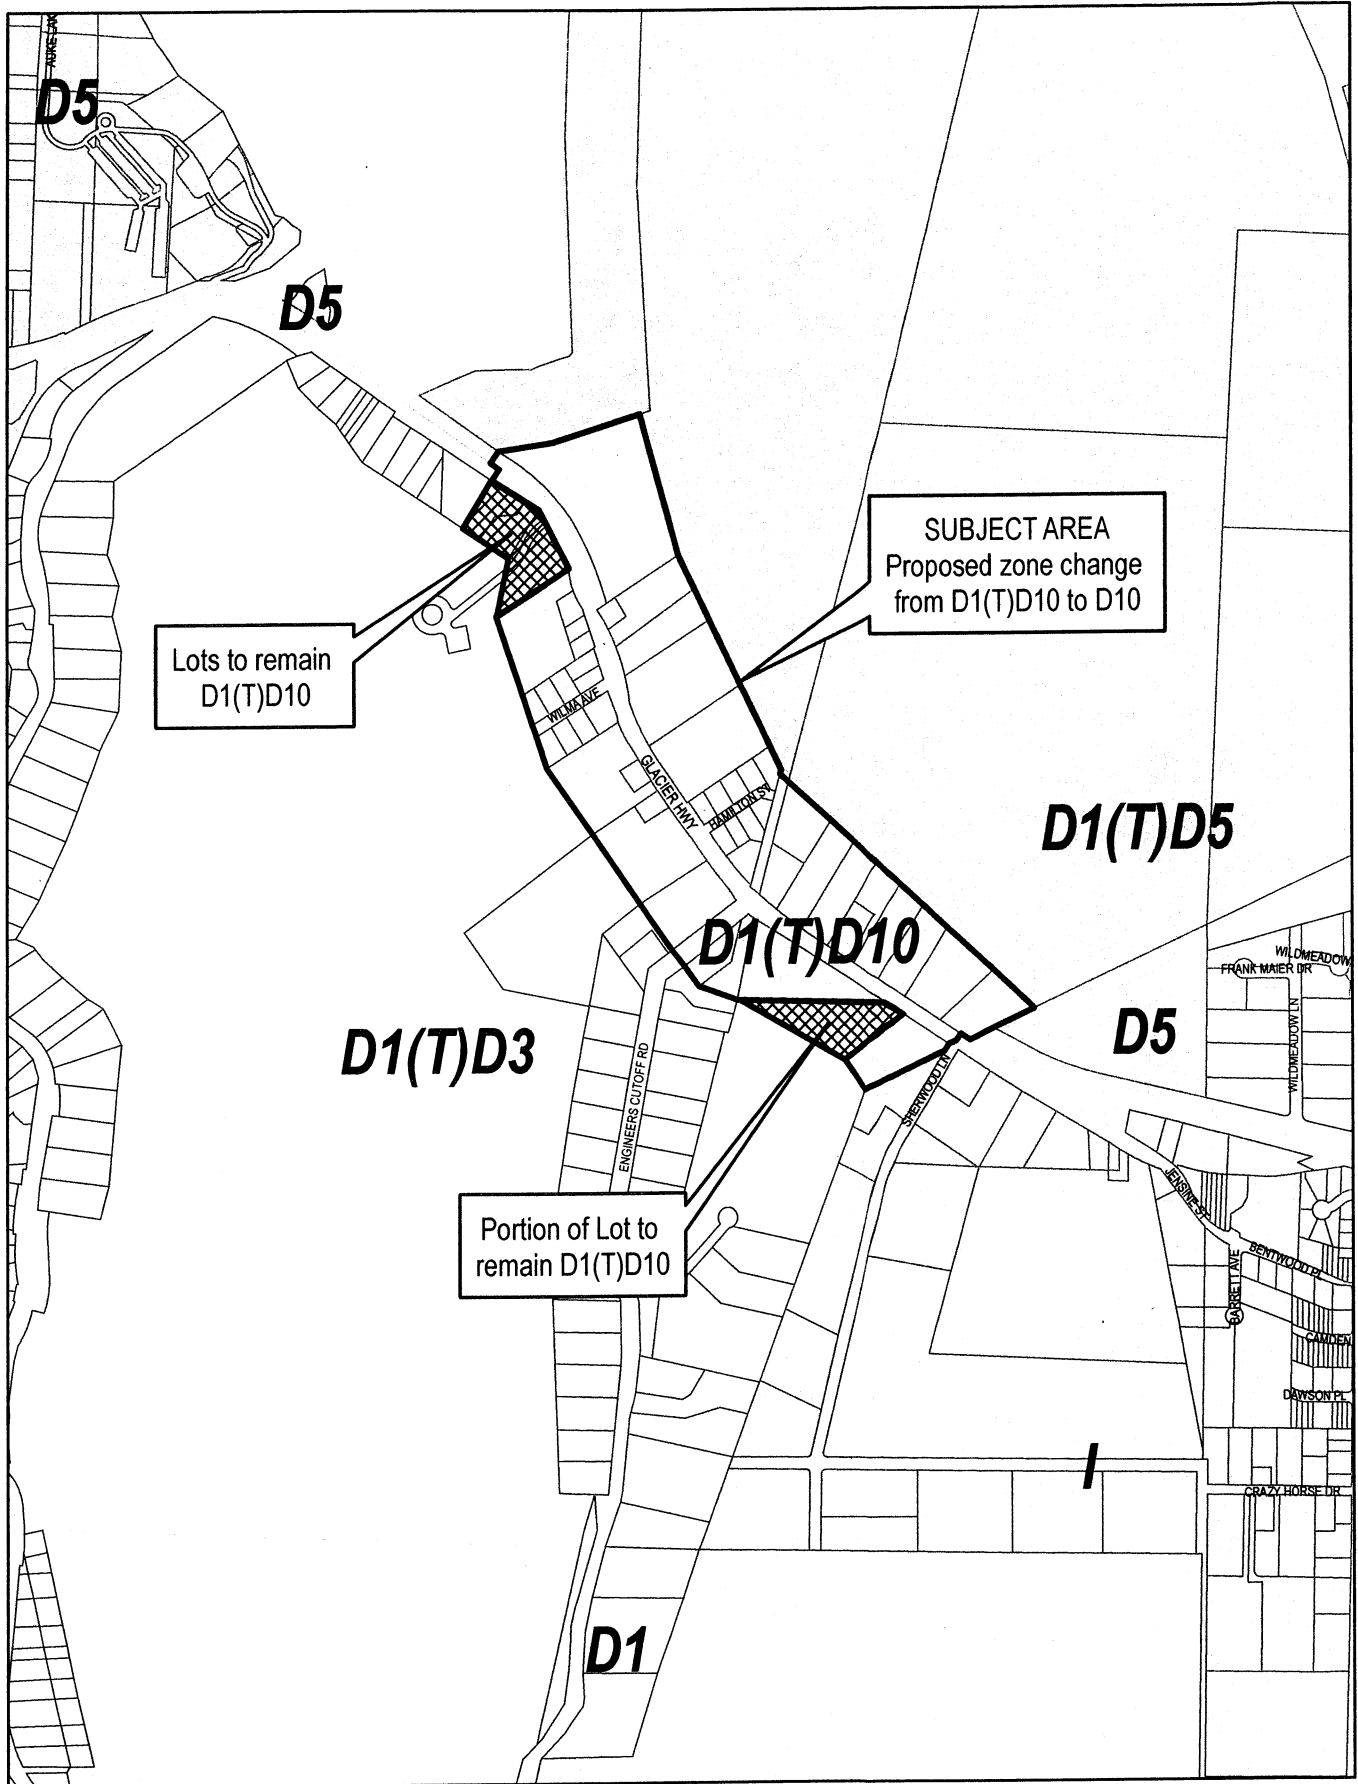 AUKE LAK
D5
D5
SUBJECT AREA
Proposed zone change
from D1(T)D10 to D10
Lots to remain
D1(T)D10
WILMA AVE
GLACIER HWY
HAMILTON ST
D1(T)D5
D1(T)D10
WILDMEADOW
FRANK MAIER DR
WILDMEADOW LN
D5
D1(T)D3
ENGINEERS CUTOFF RD
SHERWOOD LN
JENSINE ST
Portion of Lot to
remain D1(T)D10
BENTWOOD PL
BARRETT AVE
CAMDEN
DAWSON PL
I
CRAZY HORSE DR
D1